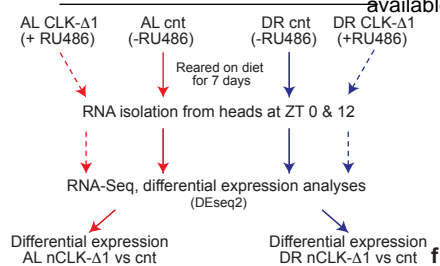 available
AL CLK-Δ1 AL cnt DR cnt DR CLK-Δ1
(+ RU486) (-RU486) (-RU486) (+RU486)
Reared on diet
for 7 days
RNA isolation from heads at ZT 0 & 12
RNA-Seq, differential expression analyses
(DEseq2)
Differential expression Differential expression
AL nCLK-Δ1 vs cnt DR nCLK-Δ1 vs cnt f